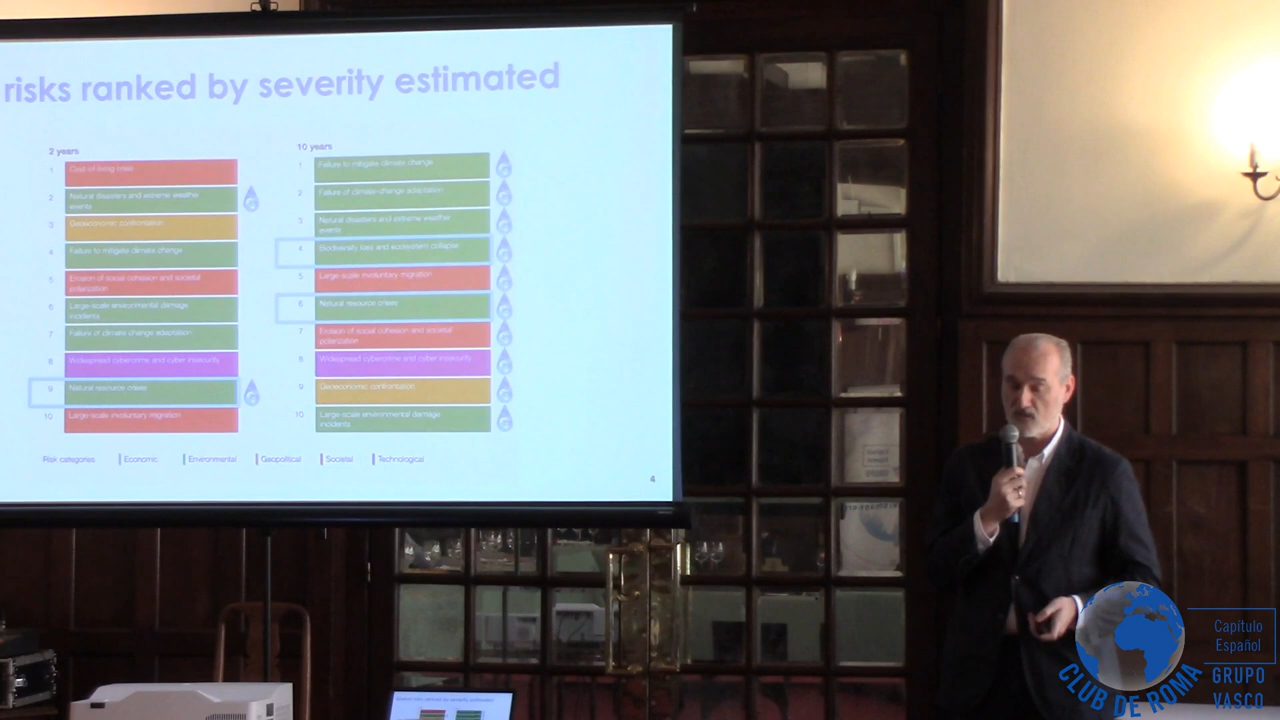 risks ranked by severity estimated
2 years
1 Cost of living crisis
2 Natural disasters and extreme weather
events
3 Geoeconomic confrontation
4 Failure to mitigate climate change
5 Erosion of social cohesion and societal
polarization
6 Large-scale environmental damage
incidents
7 Failure of climate change adaptation
8 Widespread cybercrime and cyber insecurity
9 Natural resource crises
10 Large-scale involuntary migration
10 years
1 Failure to mitigate climate change
2 Failure of climate-change adaptation
3 Natural disasters and extreme weather
events
4 Biodiversity loss and ecosystem collapse
5 Large-scale involuntary migration
6 Natural resource crises
7 Erosion of social cohesion and societal
polarization
8 Widespread cybercrime and cyber insecurity
9 Geoeconomic confrontation
10 Large-scale environmental damage
incidents
Risk categories Economic Environmental Geopolitical Societal Technological
4
risks ranked by severity estimated
CLUB DE ROMA
Capítulo
Español
GRUPO
VASCO